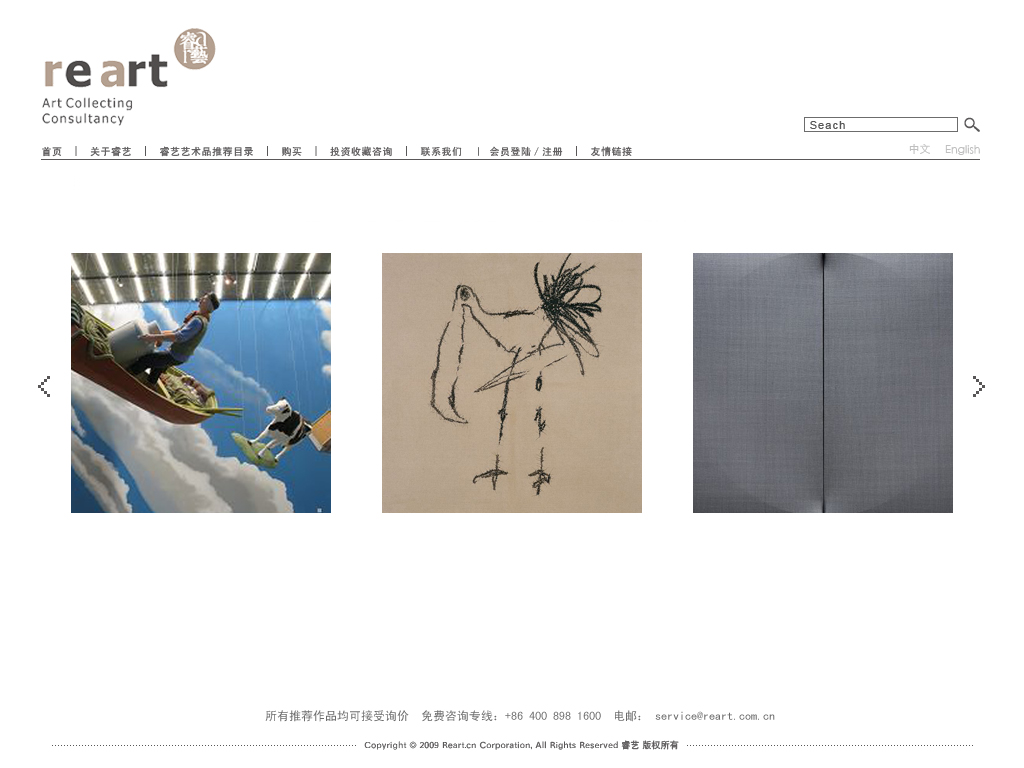 睿艺
re art
Art Collecting
Consultancy
Seach
首页 | 关于睿艺 | 睿艺艺术品推荐目录 | 购买 | 投资收藏咨询 | 联系我们 | 会员登陆 / 注册 | 友情链接
中文 English
所有推荐作品均可接受询价 免费咨询专线：+86 400 898 1600 电邮： service@reart.com.cn
Copyright © 2009 Reart.cn Corporation, All Rights Reserved 睿艺 版权所有